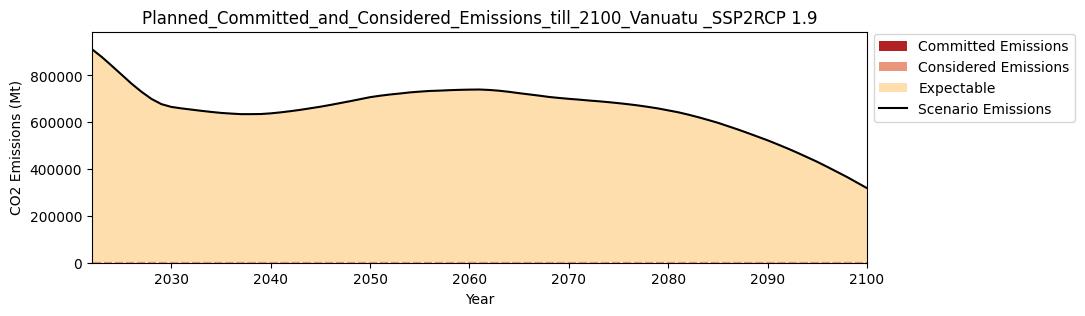 Planned_Committed_and_Considered_Emissions_till_2100_Vanuatu _SSP2RCP 1.9
Committed Emissions
Considered Emissions
Expectable
Scenario Emissions
CO2 Emissions (Mt)
800000
600000
400000
200000
0
2030 2040 2050 2060 2070 2080 2090 2100
Year